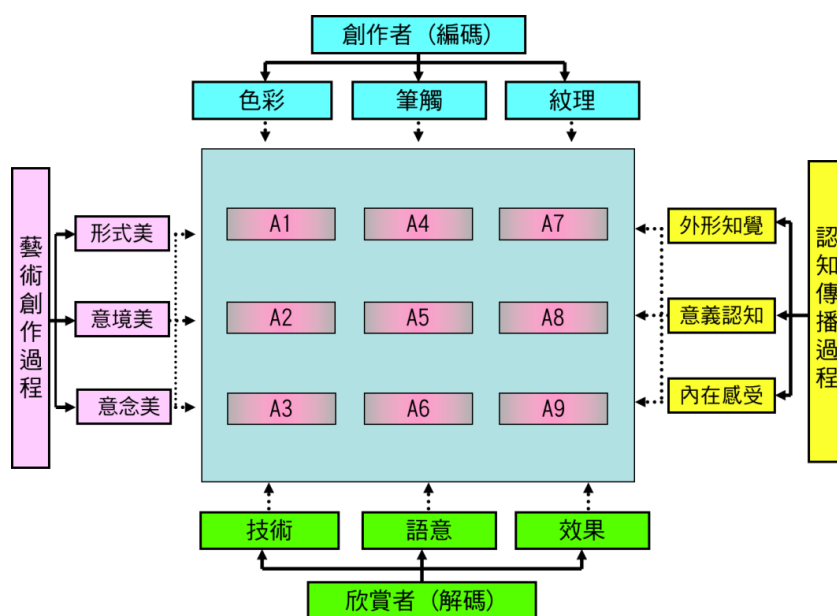 創作者（編碼）
色彩
筆觸
紋理
藝術創作過程
形式美
意境美
意念美
A1
A4
A7
A2
A5
A8
A3
A6
A9
外形知覺
意義認知
內在感受
認知傳播過程
技術
語意
效果
欣賞者（解碼）